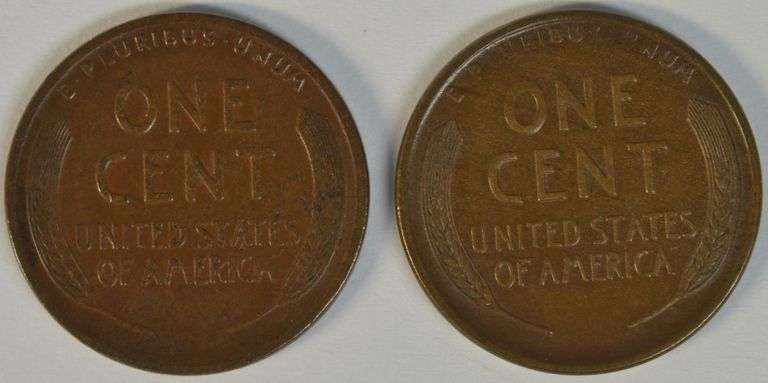 E·PLURIBUS·UNUM
ONE
CENT
UNITED STATES
OF AMERICA
E·PLURIBUS·UNUM
ONE
CENT
UNITED STATES
OF AMERICA